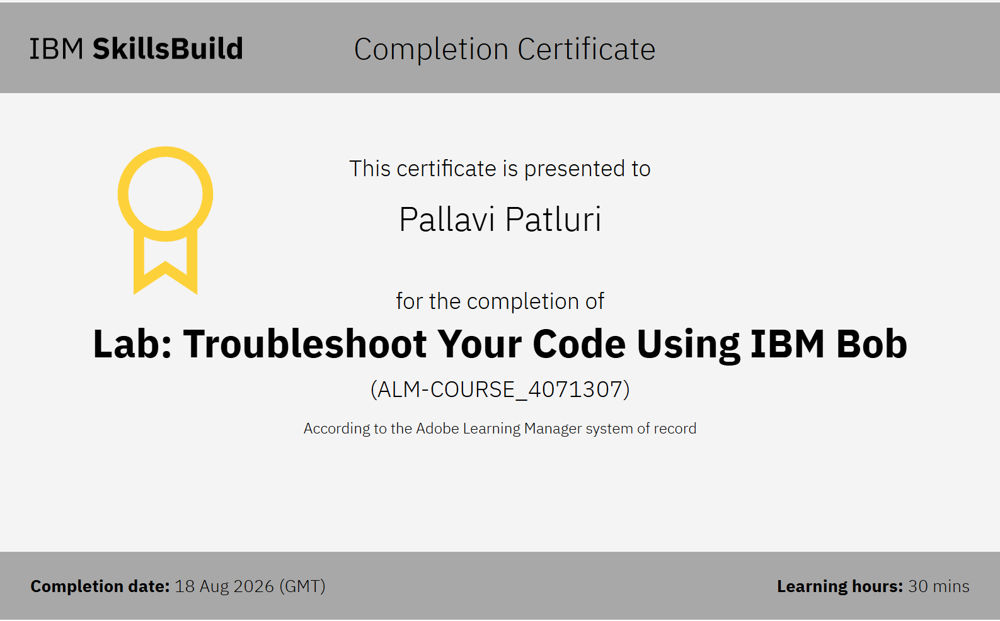 IBM SkillsBuild
Completion Certificate
This certificate is presented to
Pallavi Patluri
for the completion of
Lab: Troubleshoot Your Code Using IBM Bob
(ALM-COURSE_4071307)
According to the Adobe Learning Manager system of record
Completion date: 18 Aug 2026 (GMT)
Learning hours: 30 mins